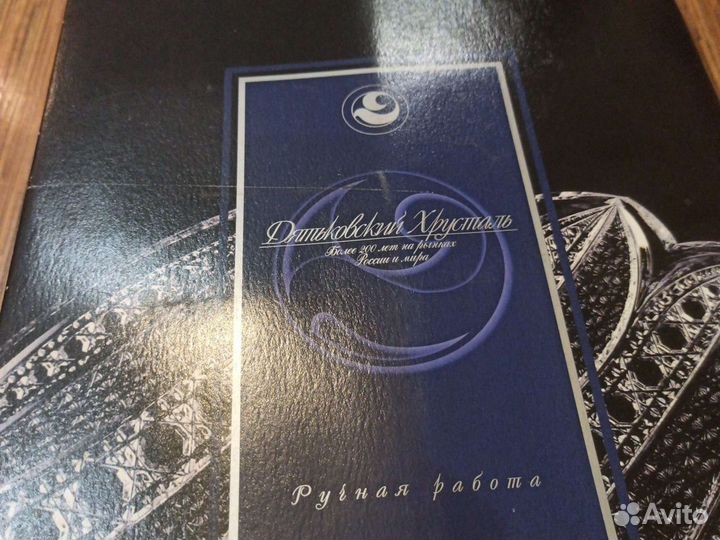 Дятьковский Хрусталь
Более 200 лет на рынках
России и мира
Ручная работа
Avito